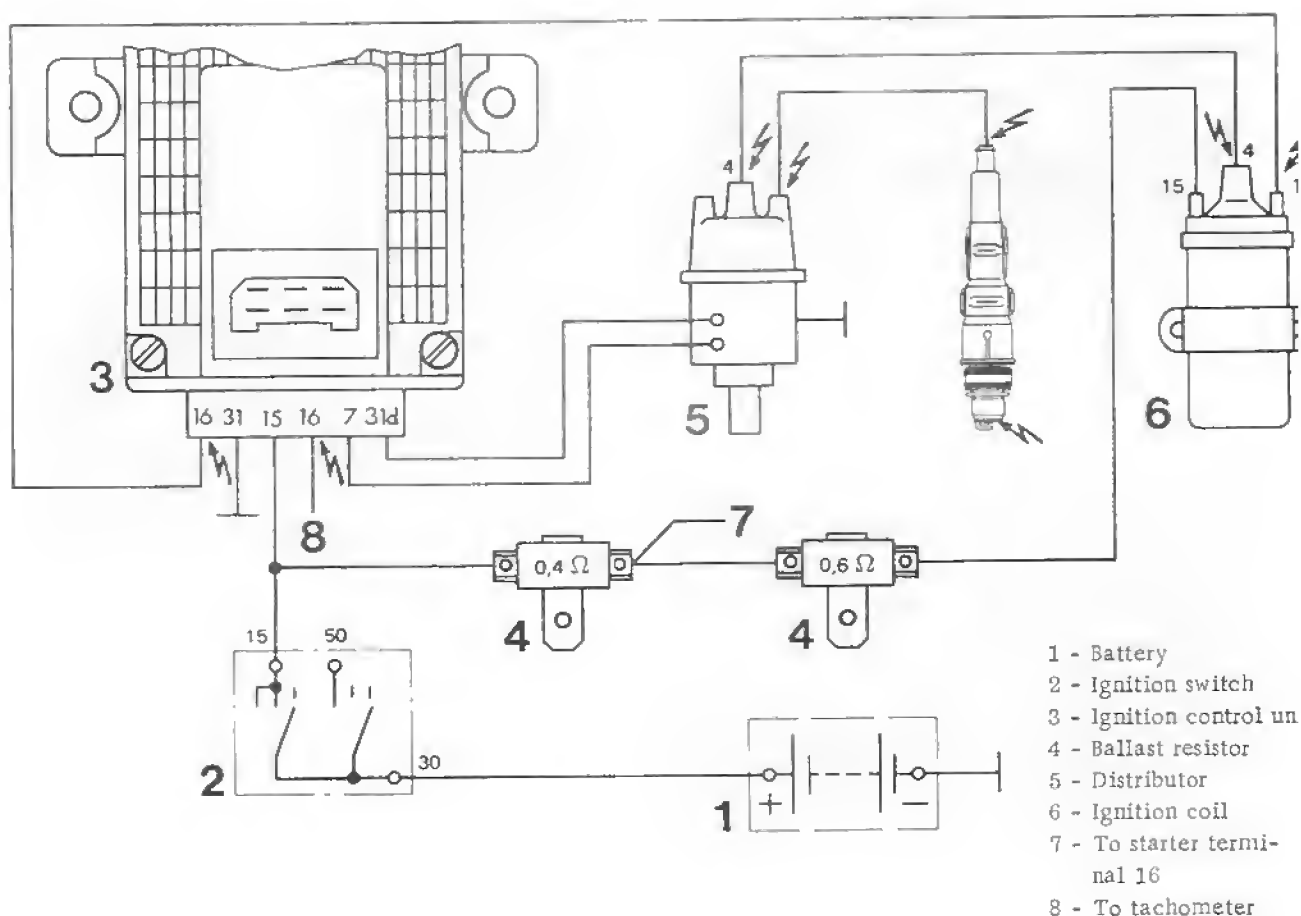 4
4
15
1
3
16 31 15 16 7 31d
5
6
8
7
0,4 Ω
0,6 Ω
4
4
15 50
2
30
1
+ −
1 - Battery
2 - Ignition switch
3 - Ignition control un
4 - Ballast resistor
5 - Distributor
6 - Ignition coil
7 - To starter termi-
nal 16
8 - To tachometer